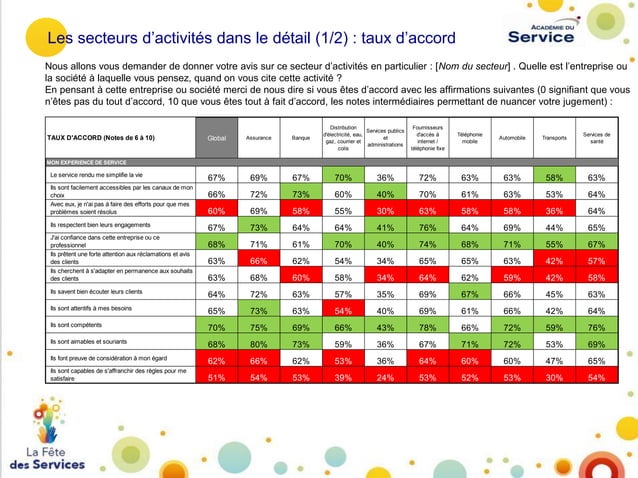 Les secteurs d'activités dans le détail (1/2) : taux d'accord
ACADÉMIE DU
Service
Nous allons vous demander de donner votre avis sur ce secteur d'activités en particulier : [Nom du secteur] . Quelle est l'entreprise ou
la société à laquelle vous pensez, quand on vous cite cette activité ?
En pensant à cette entreprise ou société merci de nous dire si vous êtes d'accord avec les affirmations suivantes (0 signifiant que vous
n'êtes pas du tout d'accord, 10 que vous êtes tout à fait d'accord, les notes intermédiaires permettant de nuancer votre jugement) :
TAUX D'ACCORD (Notes de 6 à 10) Global Assurance Banque Distribution d'électricité, eau, gaz, courrier et colis Services publics et administrations Fournisseurs d'accès à internet / téléphonie fixe Téléphonie mobile Automobile Transports Services de santé
MON EXPERIENCE DE SERVICE
Le service rendu me simplifie la vie 67% 69% 67% 70% 36% 72% 63% 63% 58% 63%
Ils sont facilement accessibles par les canaux de mon
choix 66% 72% 73% 60% 40% 70% 61% 63% 53% 64%
Avec eux, je n'ai pas à faire des efforts pour que mes
problèmes soient résolus 60% 69% 58% 55% 30% 63% 58% 58% 36% 64%
Ils respectent bien leurs engagements 67% 73% 64% 64% 41% 76% 64% 69% 44% 65%
J'ai confiance dans cette entreprise ou ce
professionnel 68% 71% 61% 70% 40% 74% 68% 71% 55% 67%
Ils prêtent une forte attention aux réclamations et avis
des clients 63% 66% 62% 54% 34% 65% 65% 63% 42% 57%
Ils cherchent à s'adapter en permanence aux souhaits
des clients 63% 68% 60% 58% 34% 64% 62% 59% 42% 58%
Ils savent bien écouter leurs clients 64% 72% 63% 57% 35% 69% 67% 66% 45% 63%
Ils sont attentifs à mes besoins 65% 73% 63% 54% 40% 69% 61% 66% 42% 64%
Ils sont compétents 70% 75% 69% 66% 43% 78% 66% 72% 59% 76%
Ils sont aimables et souriants 68% 80% 73% 59% 36% 67% 71% 72% 53% 69%
Ils font preuve de considération à mon égard 62% 66% 62% 53% 36% 64% 60% 60% 47% 65%
Ils sont capables de s'affranchir des règles pour me
satisfaire 51% 54% 53% 39% 24% 53% 52% 53% 30% 54%
La Fête
des Services